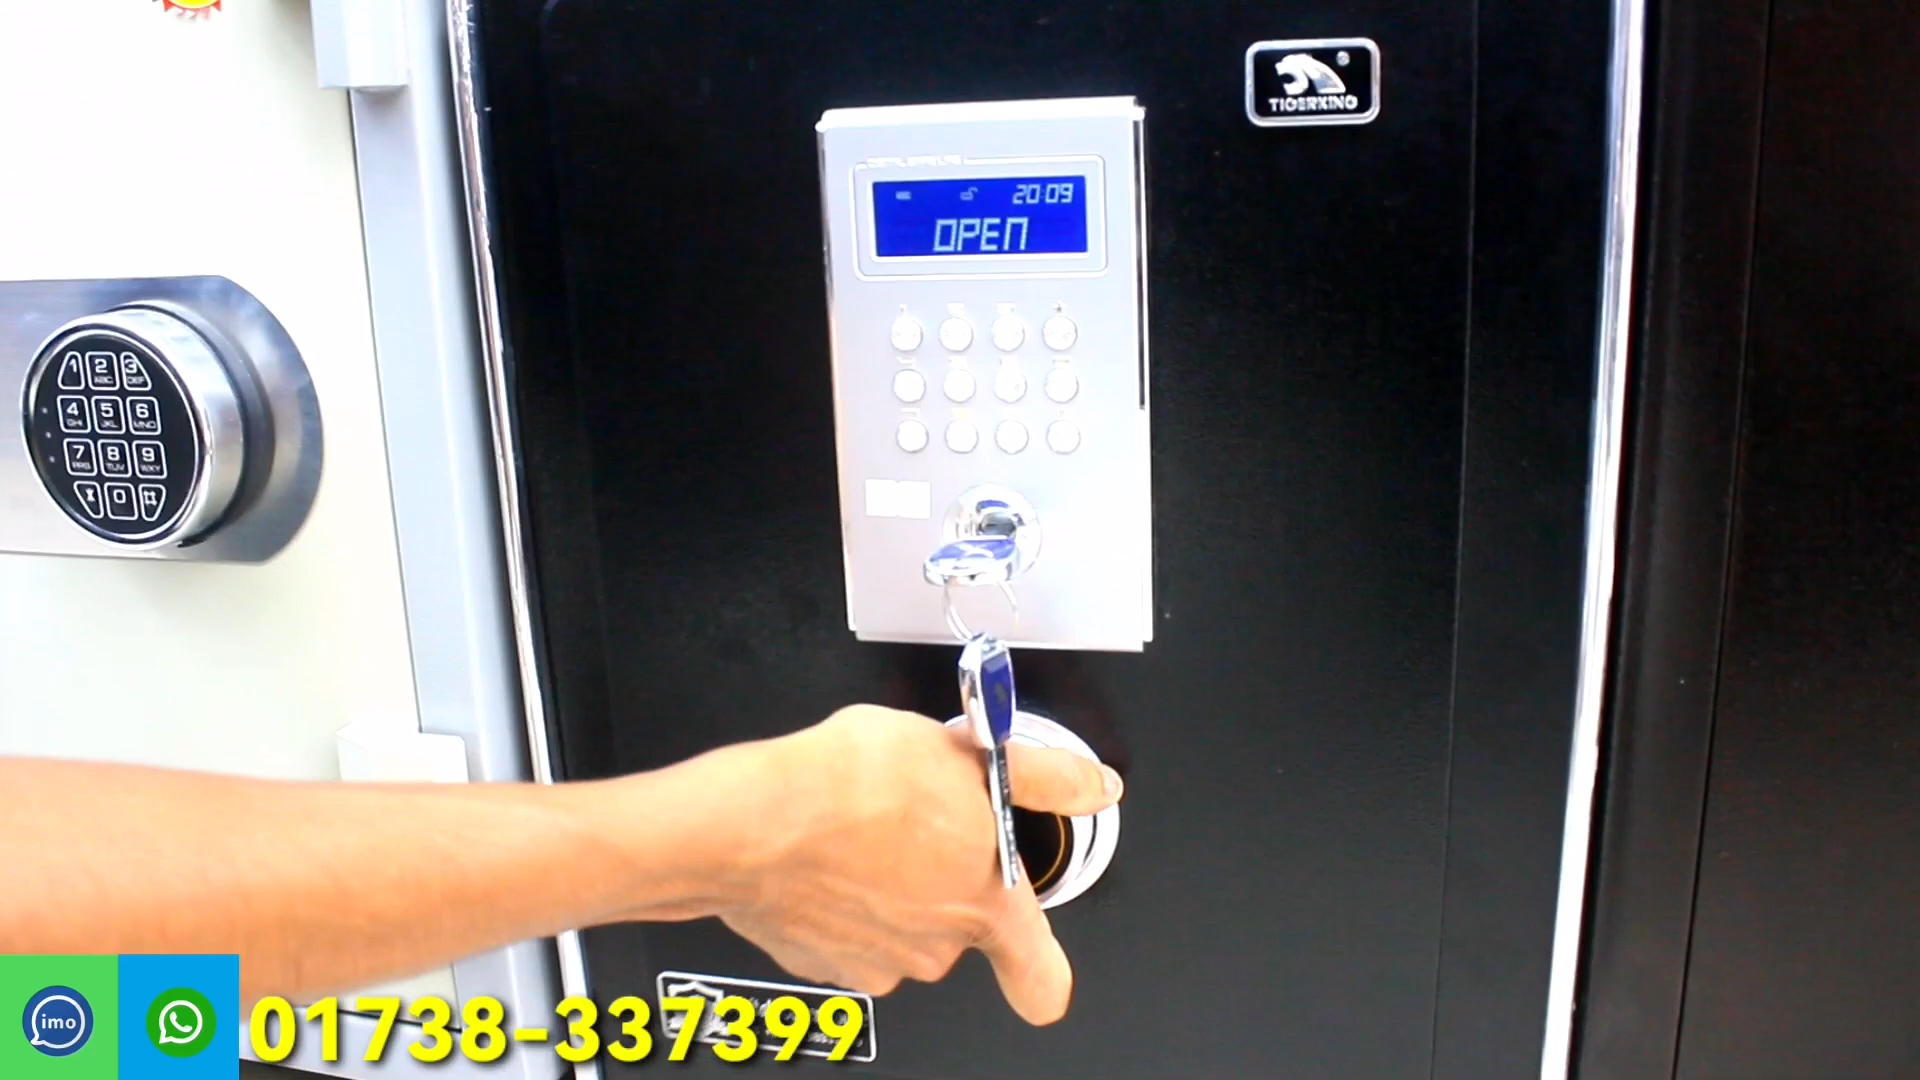 TIGERKING
®
20:09
OPEN
1 2 ABC 3 DEF
4 GHI 5 JKL 6 MNO
7 PRS 8 TUV 9 WXY
* 0 #
imo
01738-337399